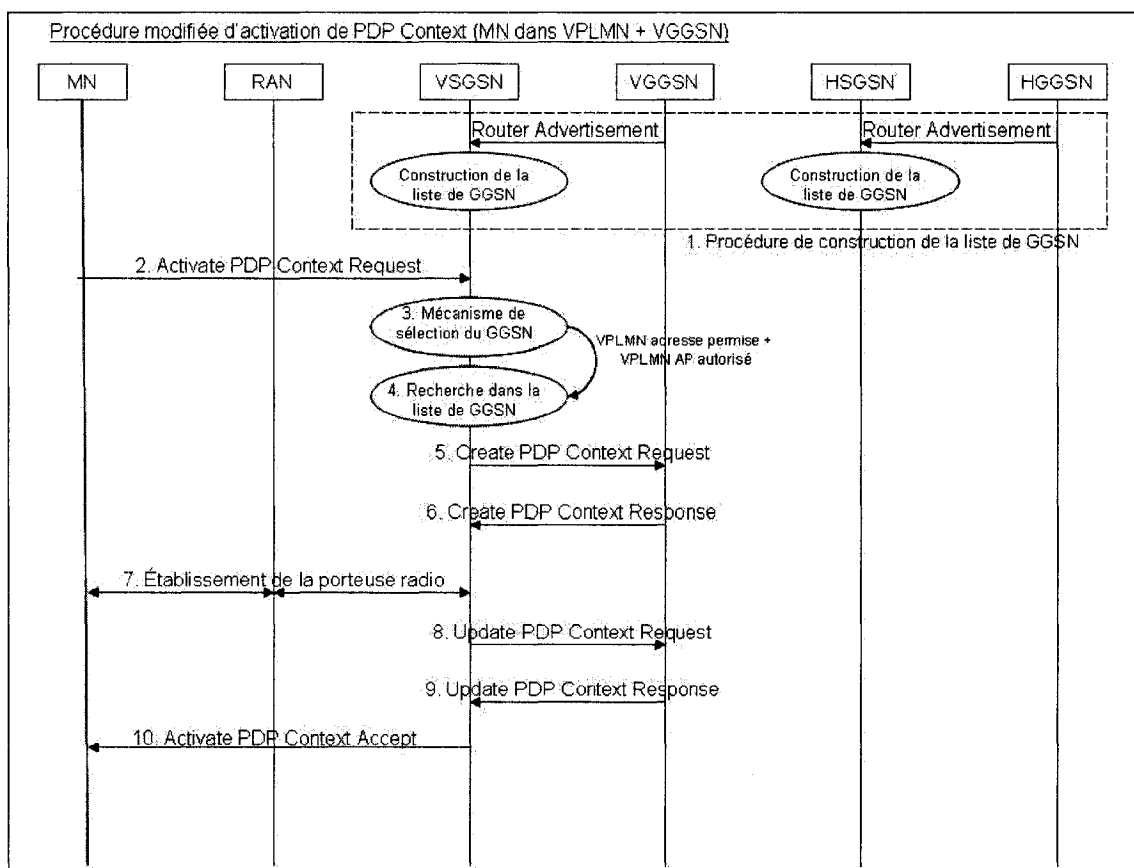 Procédure modifiée d'activation de PDP Context (MN dans VPLMN + VGGSN)
MN
RAN
VSGSN
VGGSN
HSGSN
HGGSN
Router Advertisement
Router Advertisement
Construction de la
liste de GGSN
Construction de la
liste de GGSN
1. Procédure de construction de la liste de GGSN
2. Activate PDP Context Request
3. Mécanisme de
sélection du GGSN
VPLMN adresse permise +
VPLMN AP autorisé
4. Recherche dans la
liste de GGSN
5. Create PDP Context Request
6. Create PDP Context Response
7. Établissement de la porteuse radio
8. Update PDP Context Request
9. Update PDP Context Response
10. Activate PDP Context Accept